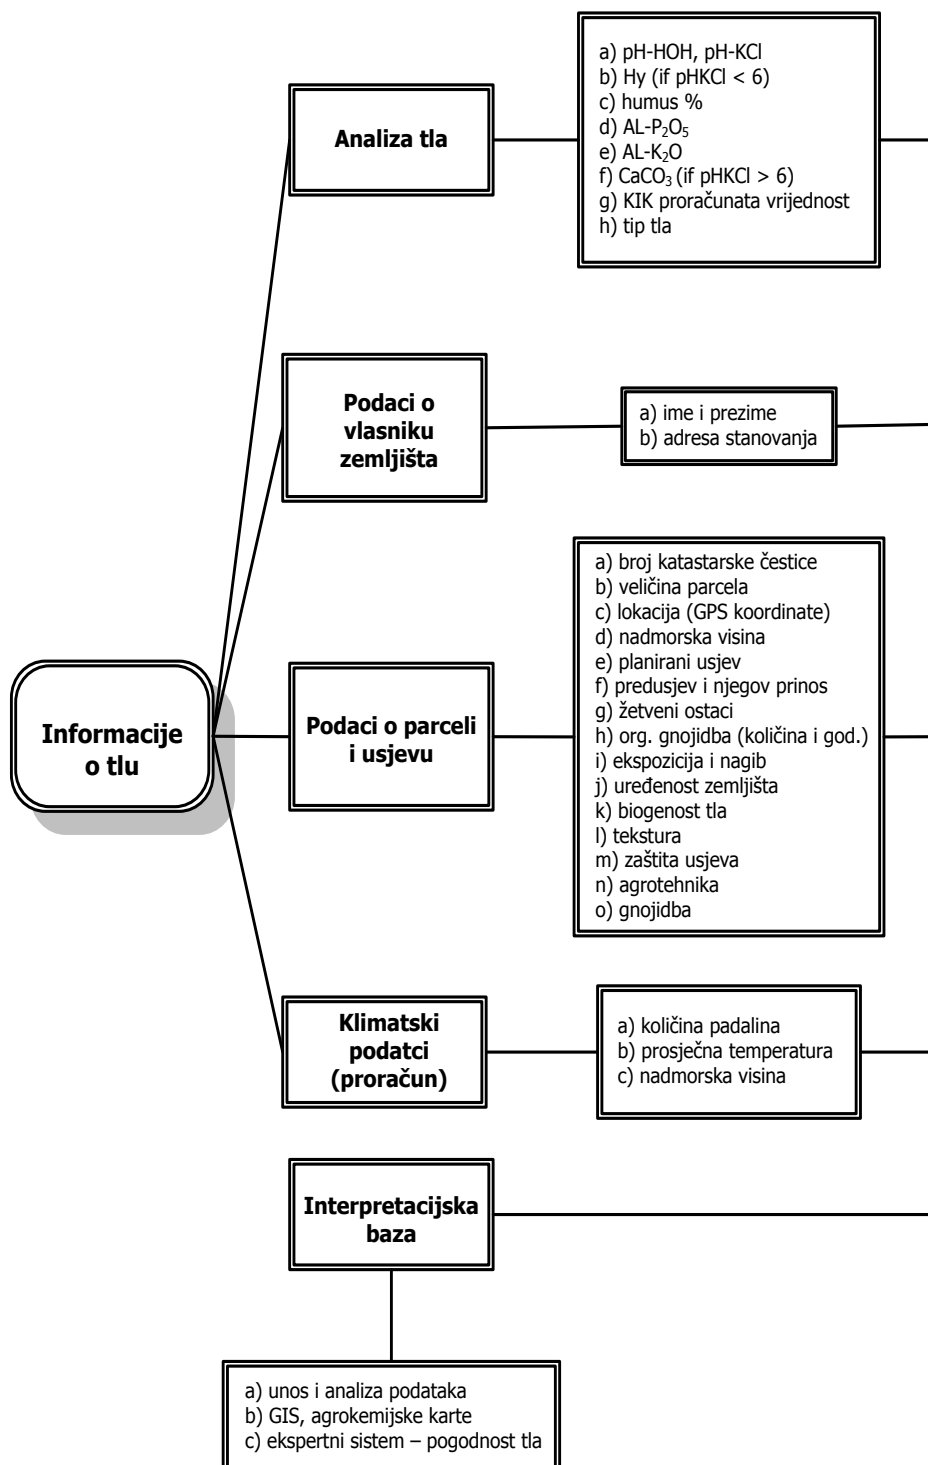 Analiza tla
a) pH-HOH, pH-KCl
b) Hy (if pHKCl < 6)
c) humus %
d) AL-P₂O₅
e) AL-K₂O
f) CaCO₃ (if pHKCl > 6)
g) KIK proračunata vrijednost
h) tip tla
Podaci o
vlasniku
zemljišta
a) ime i prezime
b) adresa stanovanja
Informacije
o tlu
Podaci o parceli
i usjevu
a) broj katastarske čestice
b) veličina parcela
c) lokacija (GPS koordinate)
d) nadmorska visina
e) planirani usjev
f) predusjev i njegov prinos
g) žetveni ostaci
h) org. gnojidba (količina i god.)
i) ekspozicija i nagib
j) uređenost zemljišta
k) biogenost tla
l) tekstura
m) zaštita usjeva
n) agrotehnika
o) gnojidba
Klimatski
podatci
(proračun)
a) količina padalina
b) prosječna temperatura
c) nadmorska visina
Interpretacijska
baza
a) unos i analiza podataka
b) GIS, agrokemijske karte
c) ekspertni sistem – pogodnost tla